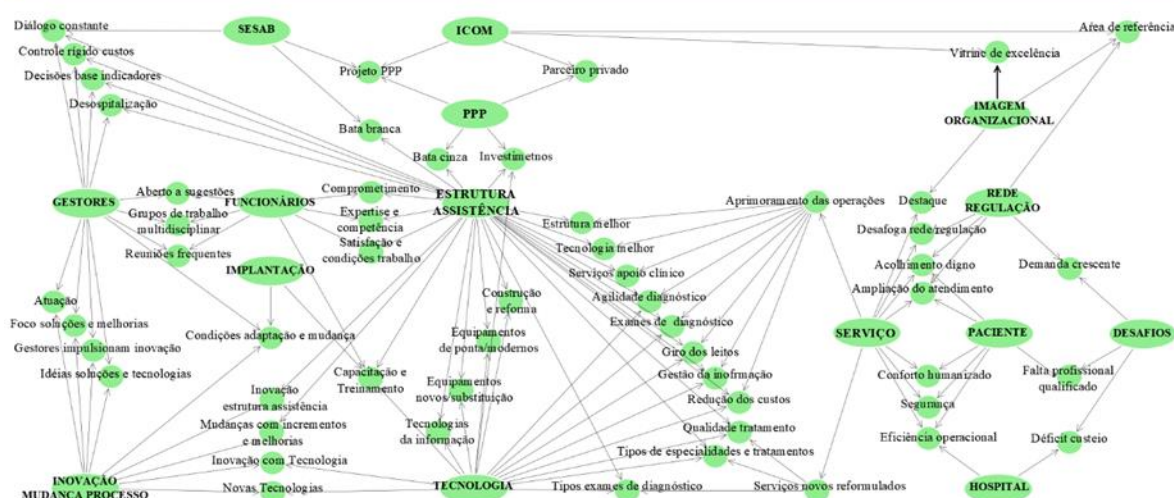 Diálogo constante
SESAB
ICOM
Área de referência
Controle rígido custos
Vitrine de excelência
Decisões base indicadores
Projeto PPP
Parceiro privado
Desospitalização
PPP
IMAGEM
ORGANIZACIONAL
Bata branca
Bata cinza
Investimetnos
Aberto a sugestões
Comprometimento
GESTORES
FUNCIONÁRIOS
ESTRUTURA
ASSISTÊNCIA
Aprimoramento das operações
Destaque
REDE
REGULAÇÃO
Grupos de trabalho
multidisciplinar
Expertise e
competência
Estrutura melhor
Desafoga rede/regulação
Reuniões frequentes
Satisfação e
condições trabalho
Tecnologia melhor
IMPLANTAÇÃO
Serviços apoio clínico
Acolhimento digno
Demanda crescente
Atuação
Construção
e reforma
Agilidade diagnóstico
Ampliação do atendimento
Foco soluções e melhorias
Condições adaptação e mudança
Equipamentos
de ponta/modernos
Exames de diagnóstico
SERVIÇO
PACIENTE
DESAFIOS
Gestores impulsionam inovação
Giro dos leitos
Idéias soluções e tecnologias
Capacitação e
Treinamento
Gestão da inofrmação
Conforto humanizado
Falta profissional
qualificado
Inovação
estrutura assistência
Equipamentos
novos/substituição
Redução dos custos
Segurança
Mudanças com incrementos
e melhorias
Tecnologias
da informação
Qualidade tratamento
Eficiência operacional
Déficit custeio
Inovação com Tecnologia
Tipos de especialidades e tratamentos
INOVAÇÃO
MUDANÇA PROCESSO
Novas Tecnologias
TECNOLOGIA
Tipos exames de diagnóstico
Serviços novos reformulados
HOSPITAL